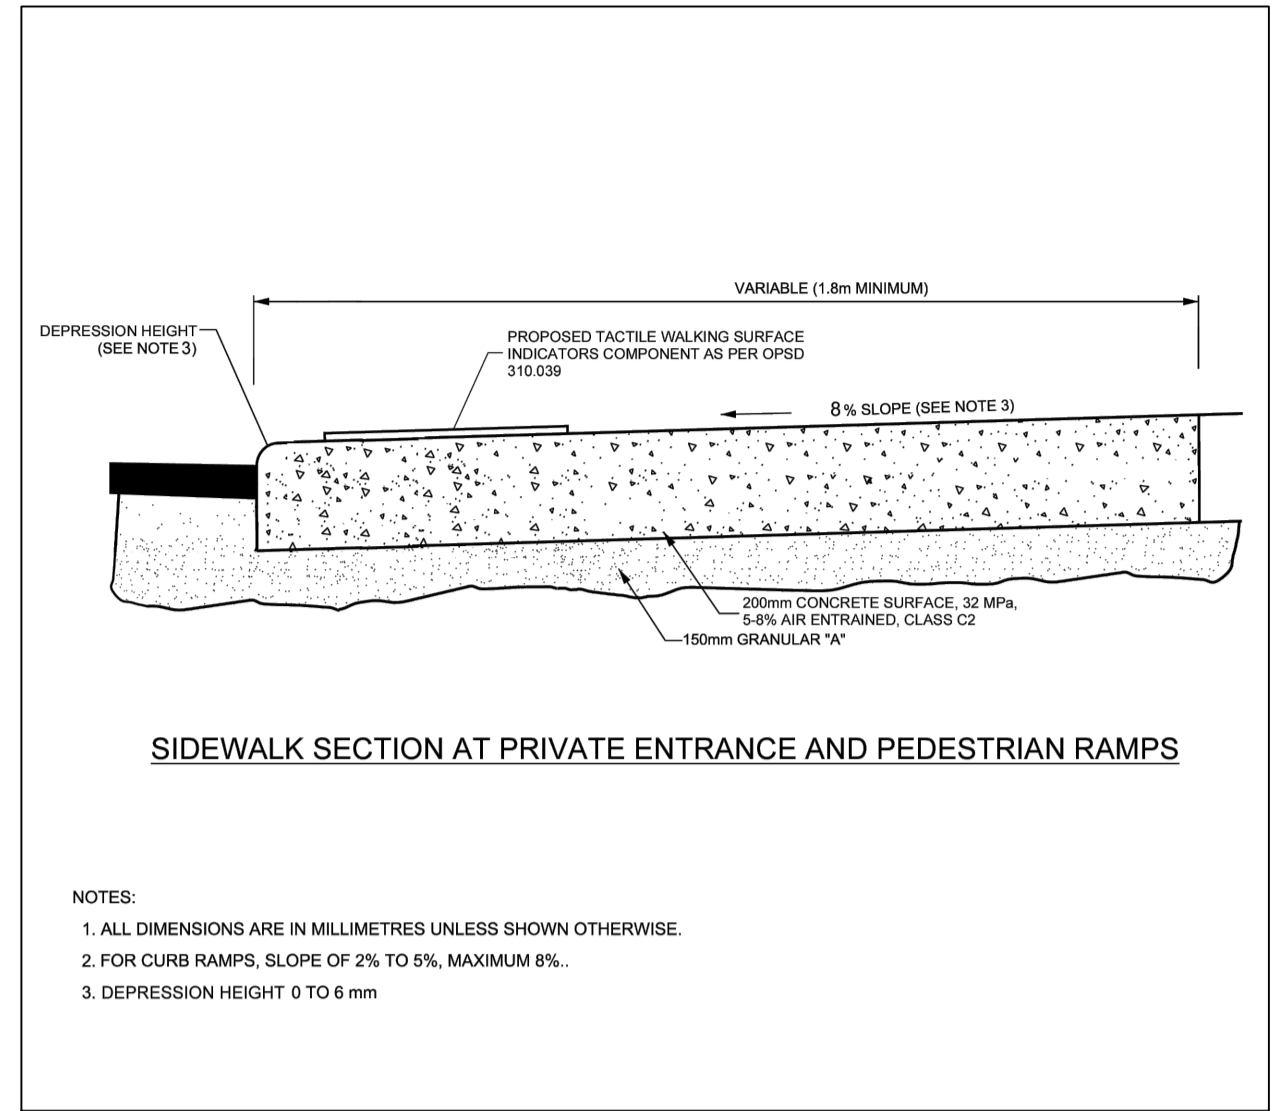 VARIABLE (1.8m MINIMUM)
DEPRESSION HEIGHT
(SEE NOTE 3)
PROPOSED TACTILE WALKING SURFACE
INDICATORS COMPONENT AS PER OPSD
310.039
8% SLOPE (SEE NOTE 3)
200mm CONCRETE SURFACE, 32 MPa,
5-8% AIR ENTRAINED, CLASS C2
150mm GRANULAR "A"
SIDEWALK SECTION AT PRIVATE ENTRANCE AND PEDESTRIAN RAMPS
NOTES:
1. ALL DIMENSIONS ARE IN MILLIMETRES UNLESS SHOWN OTHERWISE.
2. FOR CURB RAMPS, SLOPE OF 2% TO 5%, MAXIMUM 8%..
3. DEPRESSION HEIGHT 0 TO 6 mm